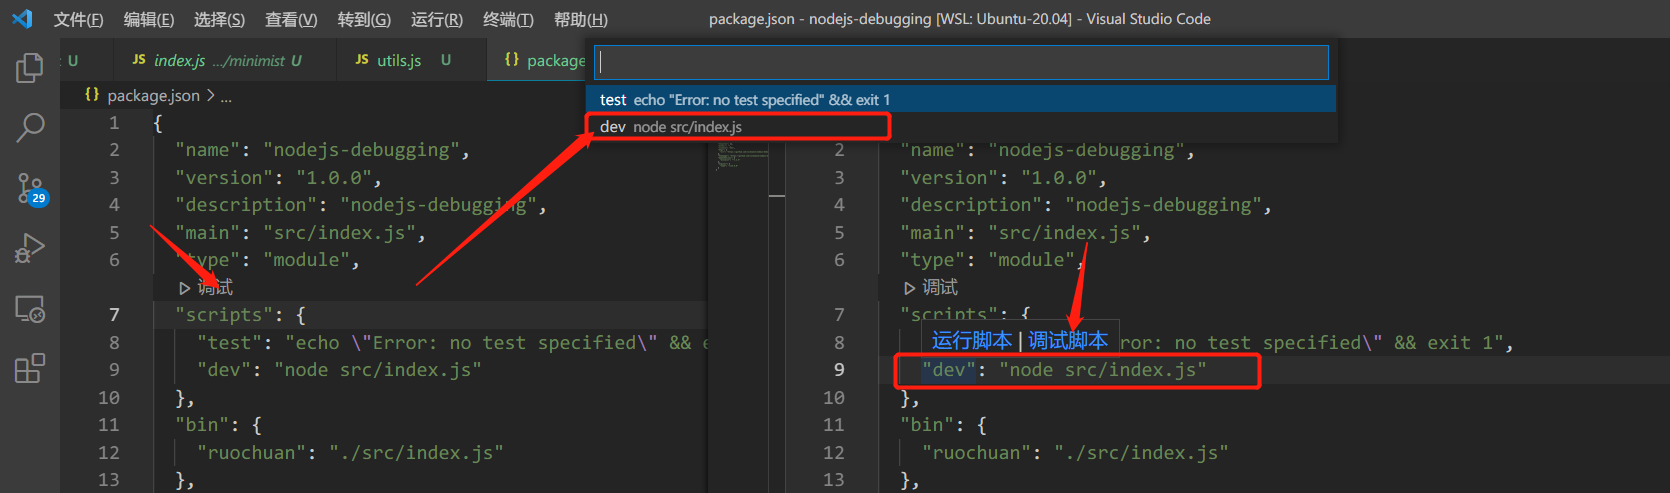 文件(F) 编辑(E) 选择(S) 查看(V) 转到(G) 运行(R) 终端(T) 帮助(H) package.json - nodejs-debugging [WSL: Ubuntu-20.04] - Visual Studio Code
U JS index.js .../minimist U JS utils.js U {} package
{} package.json > ...
test echo "Error: no test specified" && exit 1
dev node src/index.js
29
1 {
2 "name": "nodejs-debugging",
3 "version": "1.0.0",
4 "description": "nodejs-debugging",
5 "main": "src/index.js",
6 "type": "module",
调试
7 "scripts": {
8 "test": "echo \"Error: no test specified\" && e
9 "dev": "node src/index.js"
10 },
11 "bin": {
12 "ruochuan": "./src/index.js"
13 },
2 "name": "nodejs-debugging",
3 "version": "1.0.0",
4 "description": "nodejs-debugging",
5 "main": "src/index.js",
6 "type": "module",
调试
7 "scripts": {
运行脚本 | 调试脚本
8 rror: no test specified\" && exit 1",
9 "dev": "node src/index.js"
10 },
11 "bin": {
12 "ruochuan": "./src/index.js"
13 },